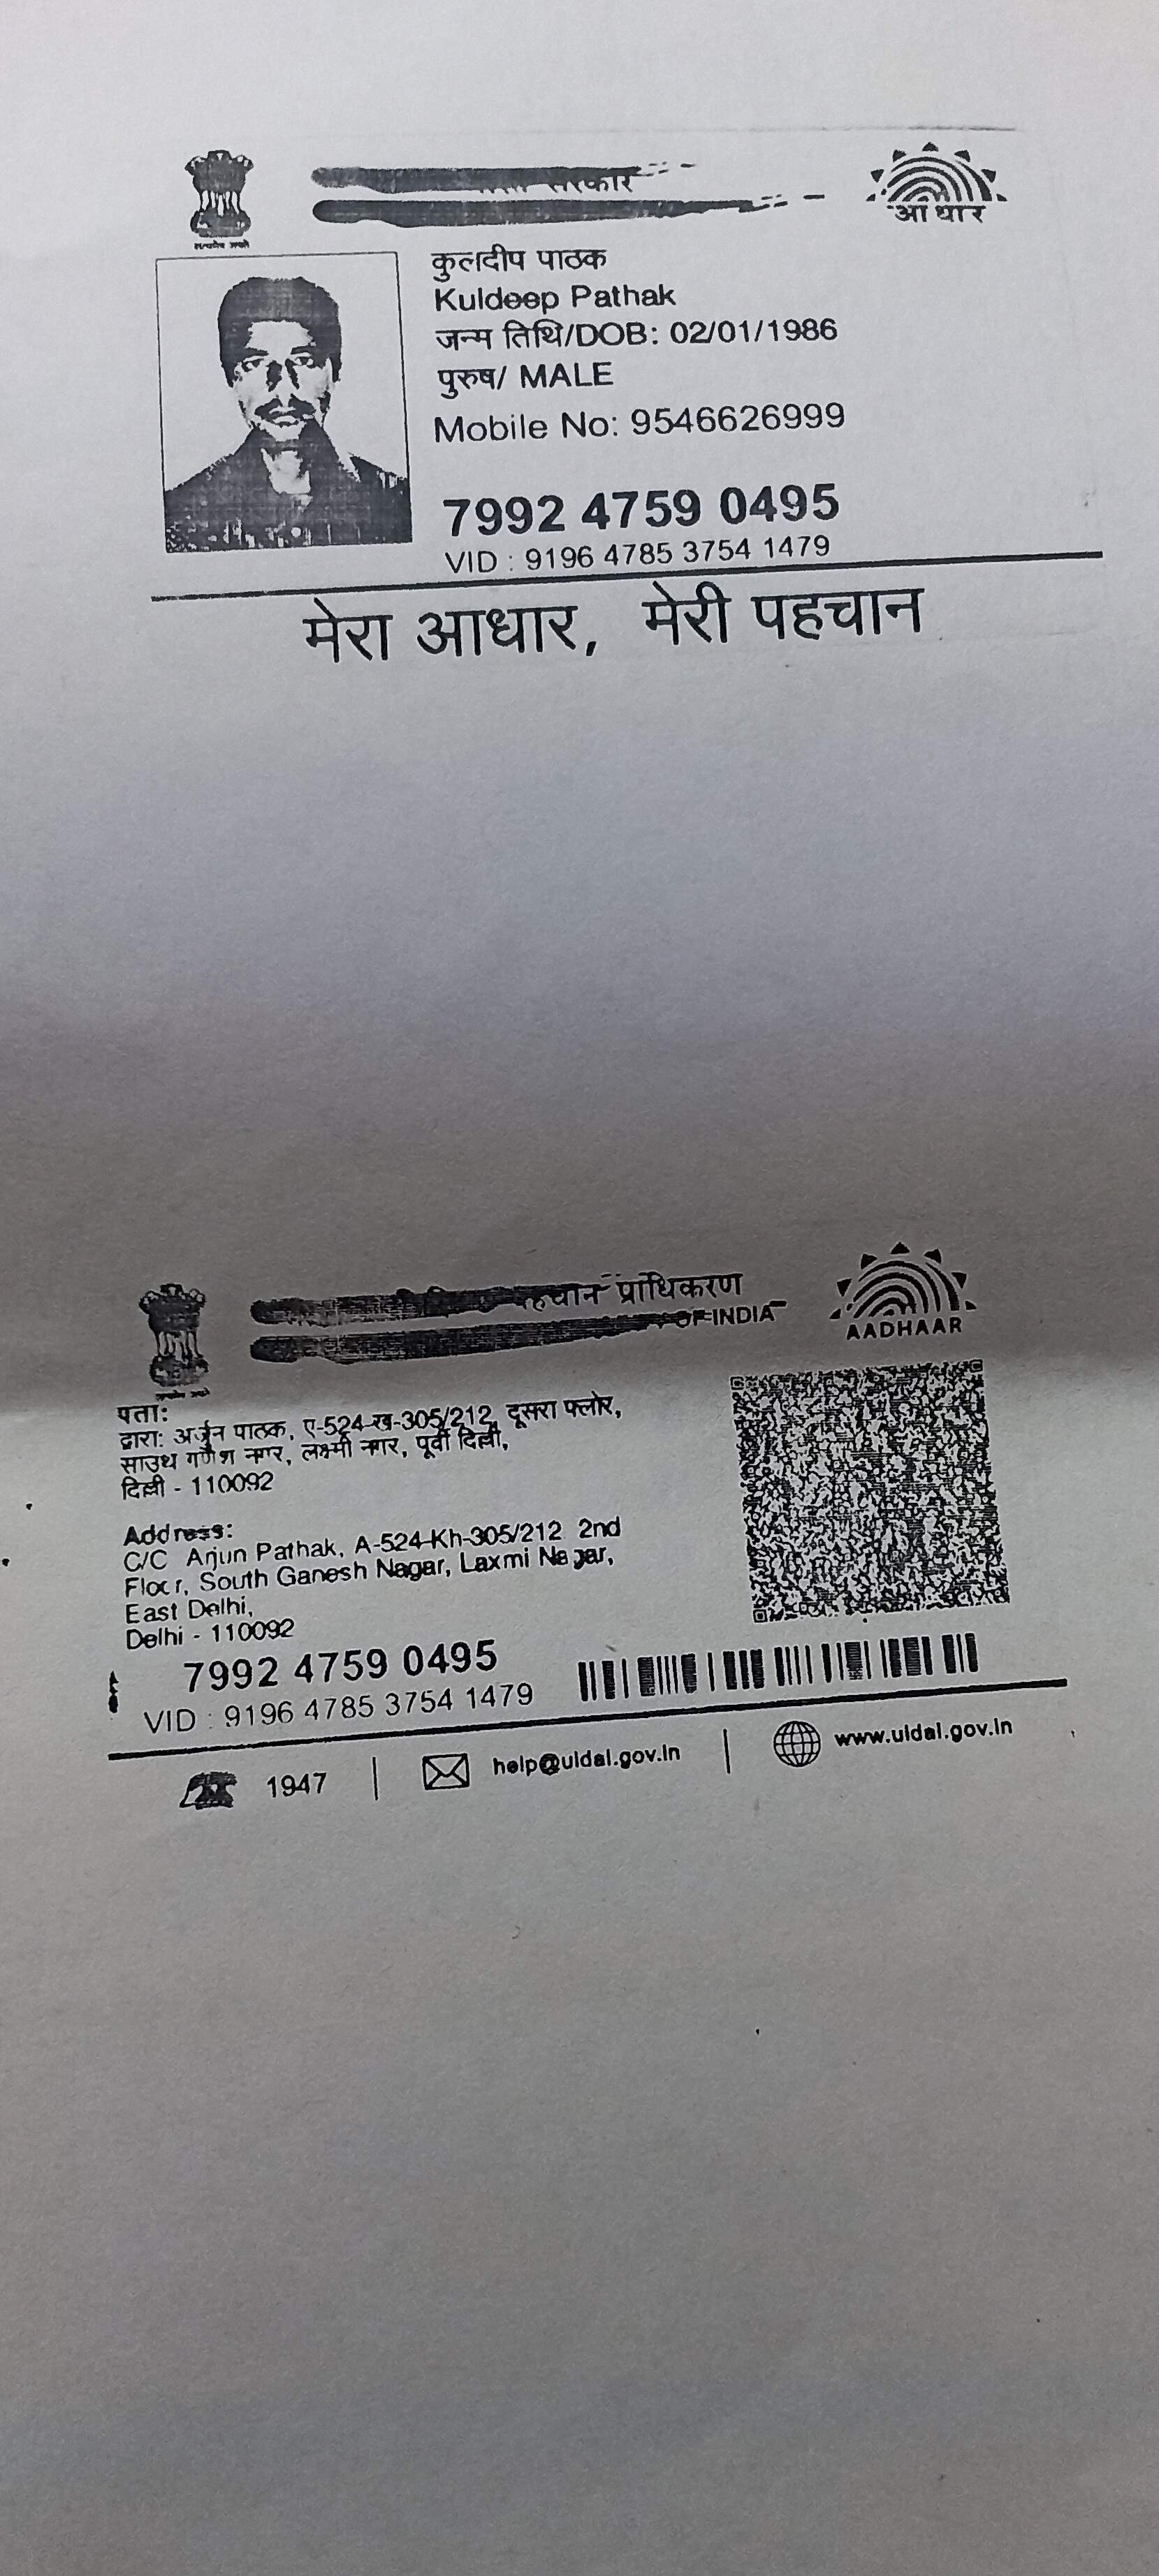 सरकार
आधार
कुलदीप पाठक
Kuldeep Pathak
जन्म तिथि/DOB: 02/01/1986
पुरुष/ MALE
Mobile No: 9546626999
7992 4759 0495
VID : 9196 4785 3754 1479
मेरा आधार, मेरी पहचान
पहचान प्राधिकरण
OF INDIA
AADHAAR
पता:
द्वारा: अर्जुन पाठक, ए-524-ख-305/212, दूसरा फ्लोर,
साउथ गणेश नगर, लक्ष्मी नगर, पूर्वी दिल्ली,
दिल्ली - 110092
Address:
C/C Arjun Pathak, A-524-Kh-305/212 2nd
Floor, South Ganesh Nagar, Laxmi Nagar,
East Delhi,
Delhi - 110092
7992 4759 0495
VID : 9196 4785 3754 1479
1947
help@uidai.gov.in
www.uidai.gov.in